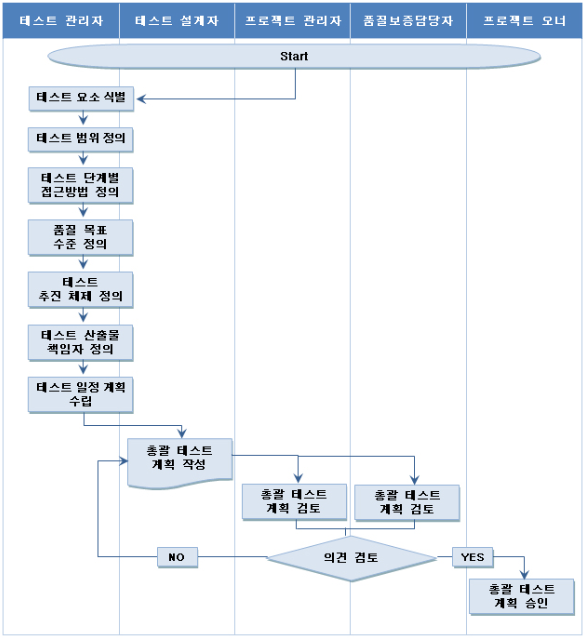 테스트 관리자
테스트 설계자
프로젝트 관리자
품질보증담당자
프로젝트 오너
Start
테스트 요소 식별
테스트 범위 정의
테스트 단계별
접근방법 정의
품질 목표
수준 정의
테스트
추진 체제 정의
테스트 산출물
책임자 정의
테스트 일정 계획
수립
총괄 테스트
계획 작성
총괄 테스트
계획 검토
총괄 테스트
계획 검토
NO
의견 검토
YES
총괄 테스트
계획 승인